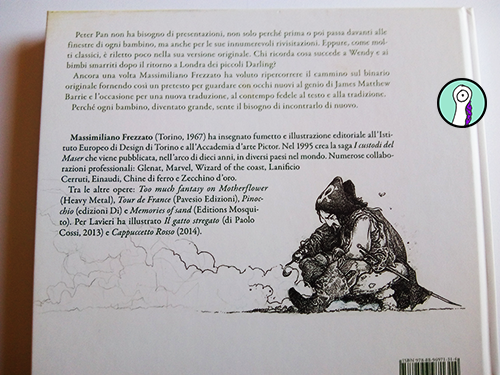 Peter Pan non ha bisogno di presentazioni, non solo perché prima o poi passa davanti alle
finestre di ogni bambino, ma anche per le sue innumerevoli rivisitazioni. Eppure, come mol-
ti classici, è riletto poco nella sua versione originale. Chi ricorda cosa succede a Wendy e ai
bimbi smarriti dopo il ritorno a Londra dei piccoli Darling?
Ancora una volta Massimiliano Frezzato ha voluto ripercorrere il cammino sul binario
originale fornendo così un pretesto per guardare con occhi nuovi al genio di James Matthew
Barrie e l'occasione per una nuova traduzione, al contempo fedele al testo e alla tradizione.
Perché ogni bambino, diventato grande, sente il bisogno di incontrarlo di nuovo.
Massimiliano Frezzato (Torino, 1967) ha insegnato fumetto e illustrazione editoriale all'Isti-
tuto Europeo di Design di Torino e all'Accademia d'arte Pictor. Nel 1995 crea la saga I custodi del
Maser che viene pubblicata, nell'arco di dieci anni, in diversi paesi nel mondo. Numerose collabo-
razioni professionali: Glenat, Marvel, Wizard of the coast, Lanificio
Cerruti, Einaudi, Chine di ferro e Zecchino d'oro.
Tra le altre opere: Too much fantasy on Motherflower
(Heavy Metal), Tour de France (Pavesio Edizioni), Pinoc-
chio (edizioni Di) e Memories of sand (Editions Mosqui-
to). Per Lavieri ha illustrato Il gatto stregato (di Paolo
Cossi, 2013) e Cappuccetto Rosso (2014).